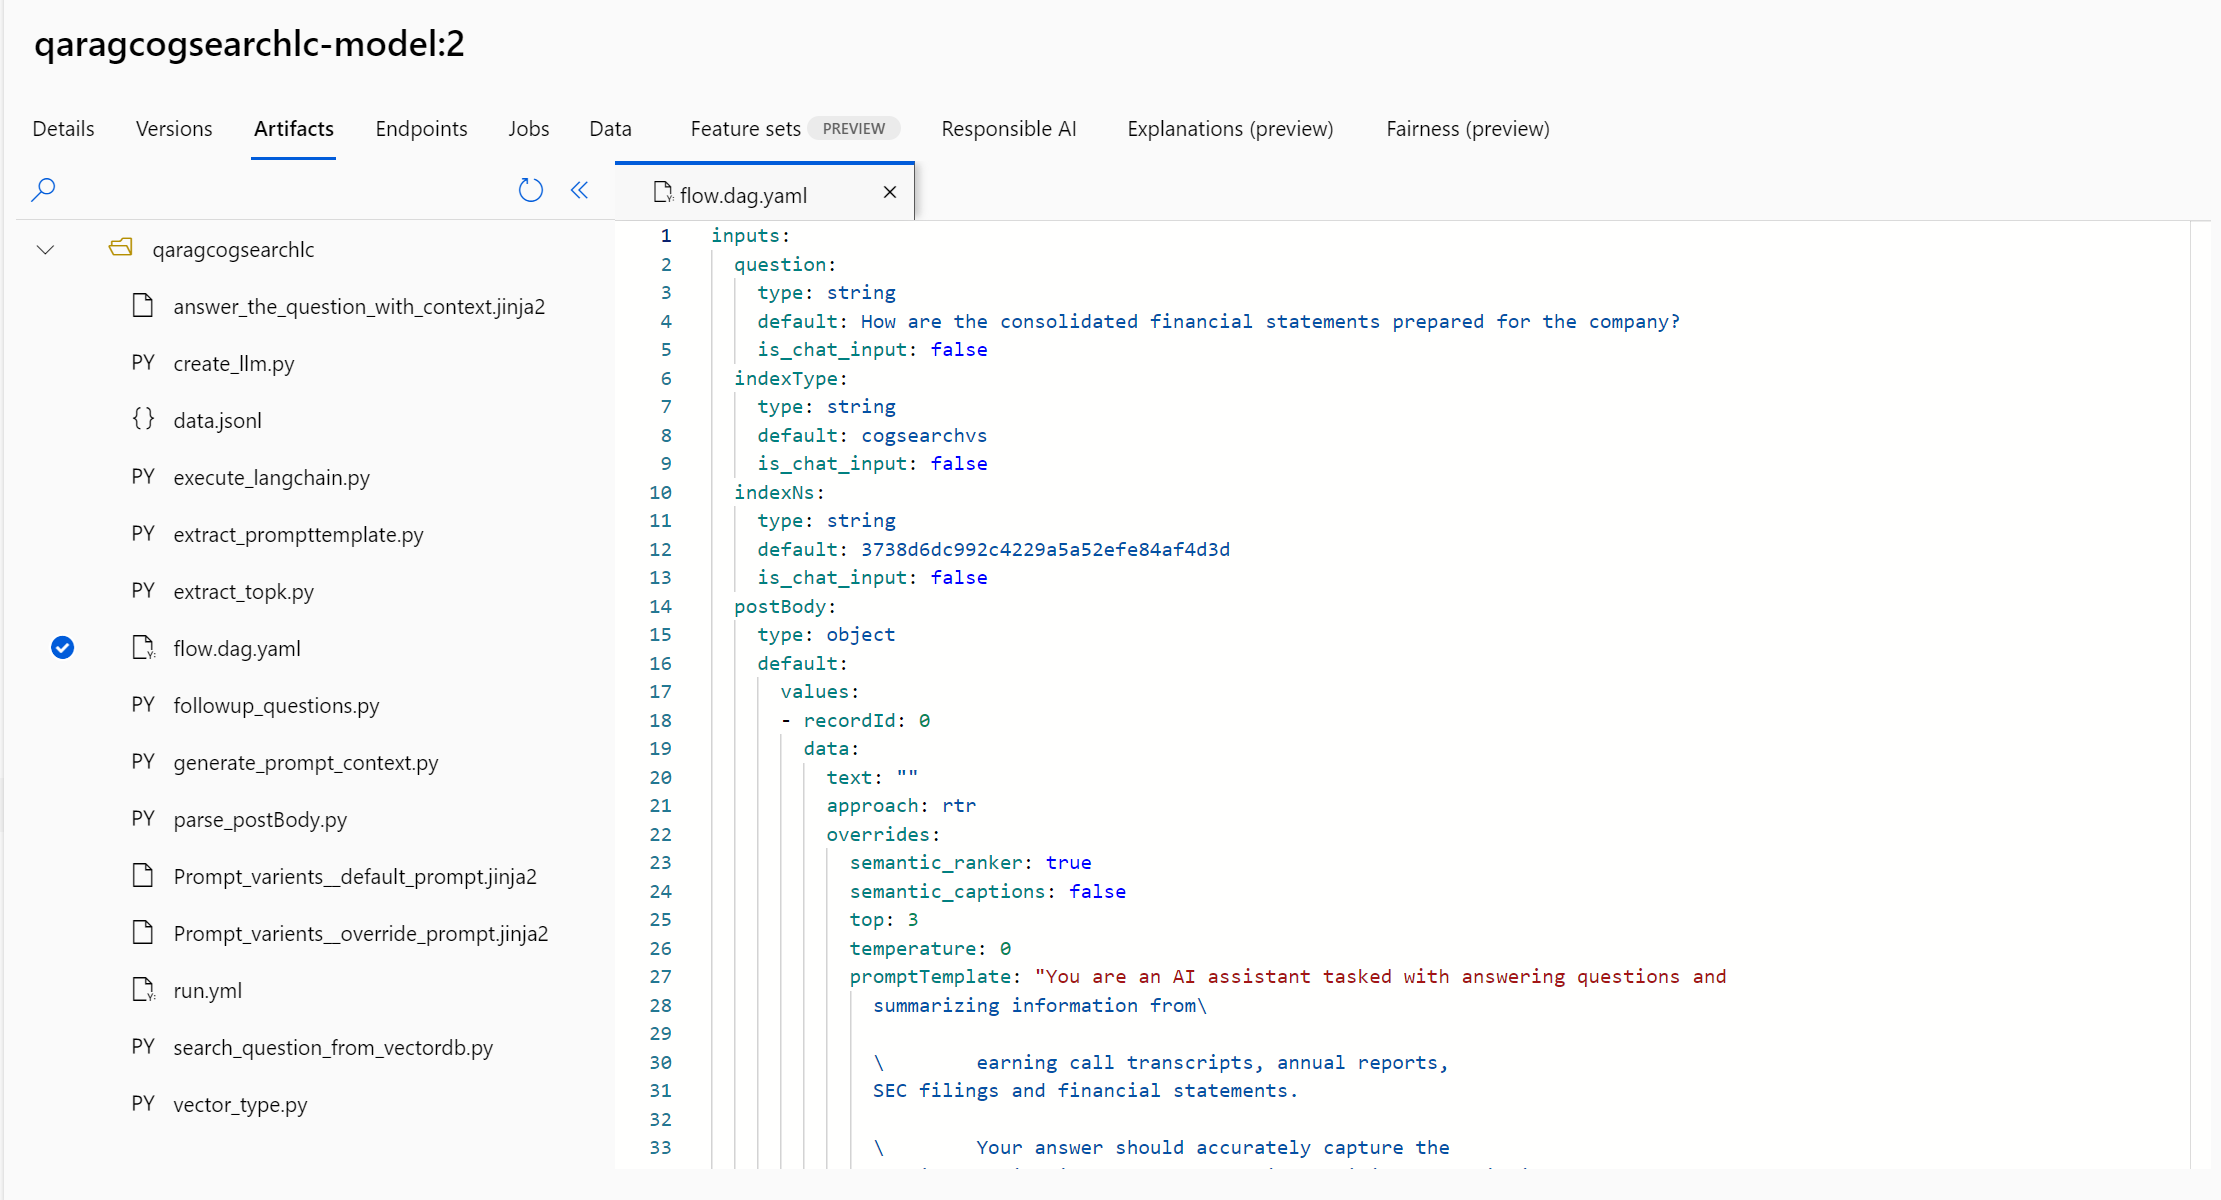 qaragcogsearchlc-model:2
Details Versions Artifacts Endpoints Jobs Data Feature sets PREVIEW Responsible AI Explanations (preview) Fairness (preview)
qaragcogsearchlc
answer_the_question_with_context.jinja2
PY create_llm.py
{} data.jsonl
PY execute_langchain.py
PY extract_prompttemplate.py
PY extract_topk.py
flow.dag.yaml
PY followup_questions.py
PY generate_prompt_context.py
PY parse_postBody.py
Prompt_varients__default_prompt.jinja2
Prompt_varients__override_prompt.jinja2
run.yml
PY search_question_from_vectordb.py
PY vector_type.py
flow.dag.yaml
1 inputs:
2 question:
3 type: string
4 default: How are the consolidated financial statements prepared for the company?
5 is_chat_input: false
6 indexType:
7 type: string
8 default: cogsearchvs
9 is_chat_input: false
10 indexNs:
11 type: string
12 default: 3738d6dc992c4229a5a52efe84af4d3d
13 is_chat_input: false
14 postBody:
15 type: object
16 default:
17 values:
18 - recordId: 0
19 data:
20 text: ""
21 approach: rtr
22 overrides:
23 semantic_ranker: true
24 semantic_captions: false
25 top: 3
26 temperature: 0
27 promptTemplate: "You are an AI assistant tasked with answering questions and
28 summarizing information from\
29
30 \ earning call transcripts, annual reports,
31 SEC filings and financial statements.
32
33 \ Your answer should accurately capture the